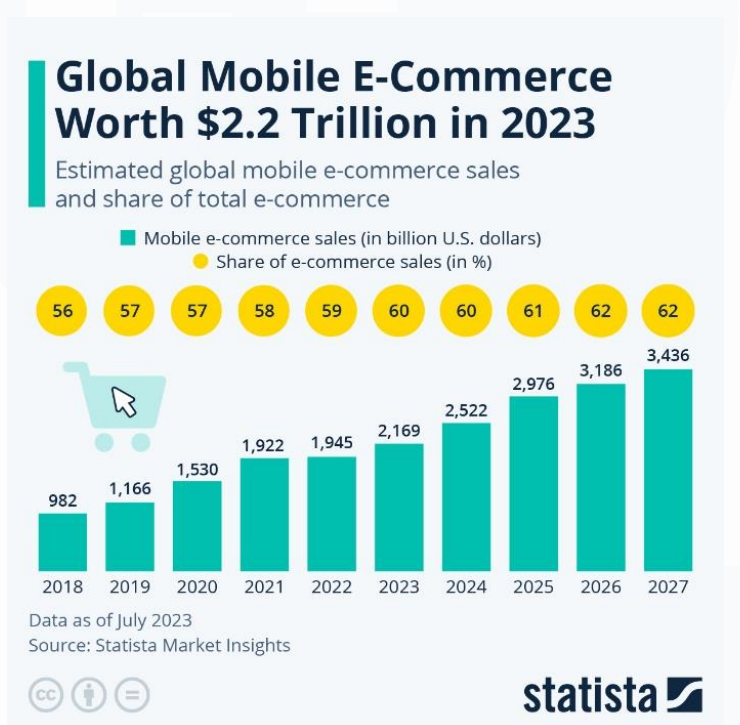 Global Mobile E-Commerce
Worth $2.2 Trillion in 2023
Estimated global mobile e-commerce sales
and share of total e-commerce
Mobile e-commerce sales (in billion U.S. dollars)
Share of e-commerce sales (in %)
56 57 57 58 59 60 60 61 62 62
982 1,166 1,530 1,922 1,945 2,169 2,522 2,976 3,186 3,436
2018 2019 2020 2021 2022 2023 2024 2025 2026 2027
Data as of July 2023
Source: Statista Market Insights
cc
statista